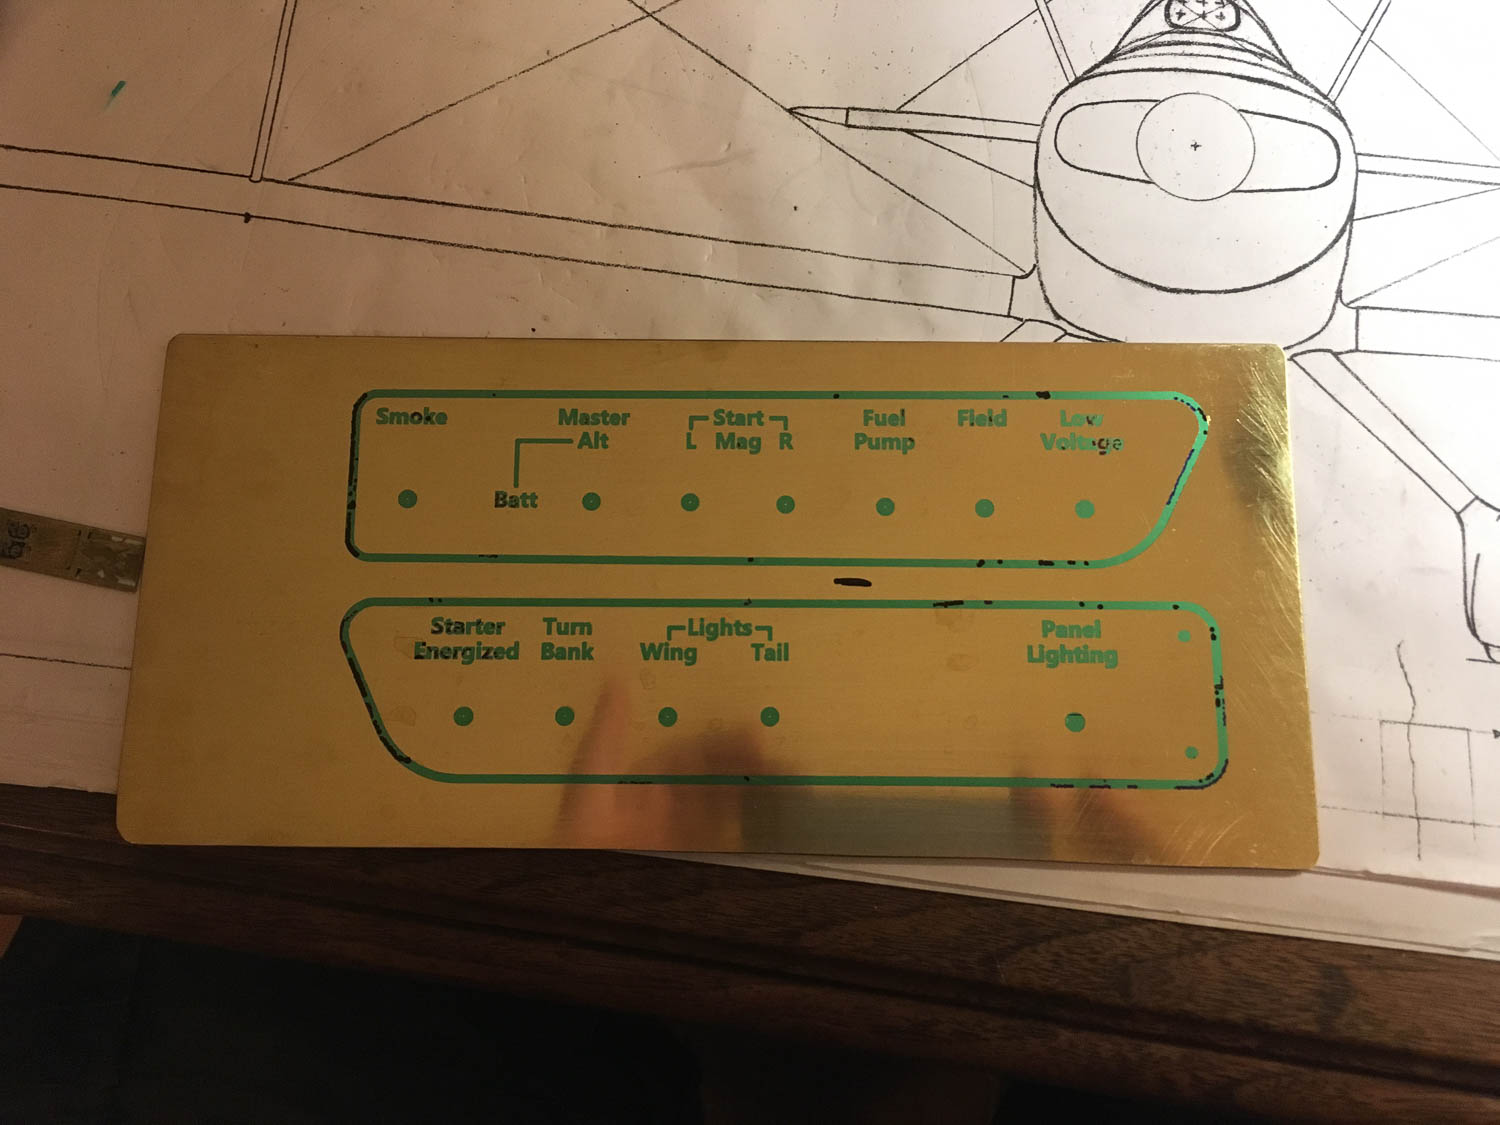 Smoke
Master
Alt
Batt
Start
L Mag R
Fuel
Pump
Field
Low
Voltage
Starter
Energized
Turn
Bank
Lights
Wing Tail
Panel
Lighting